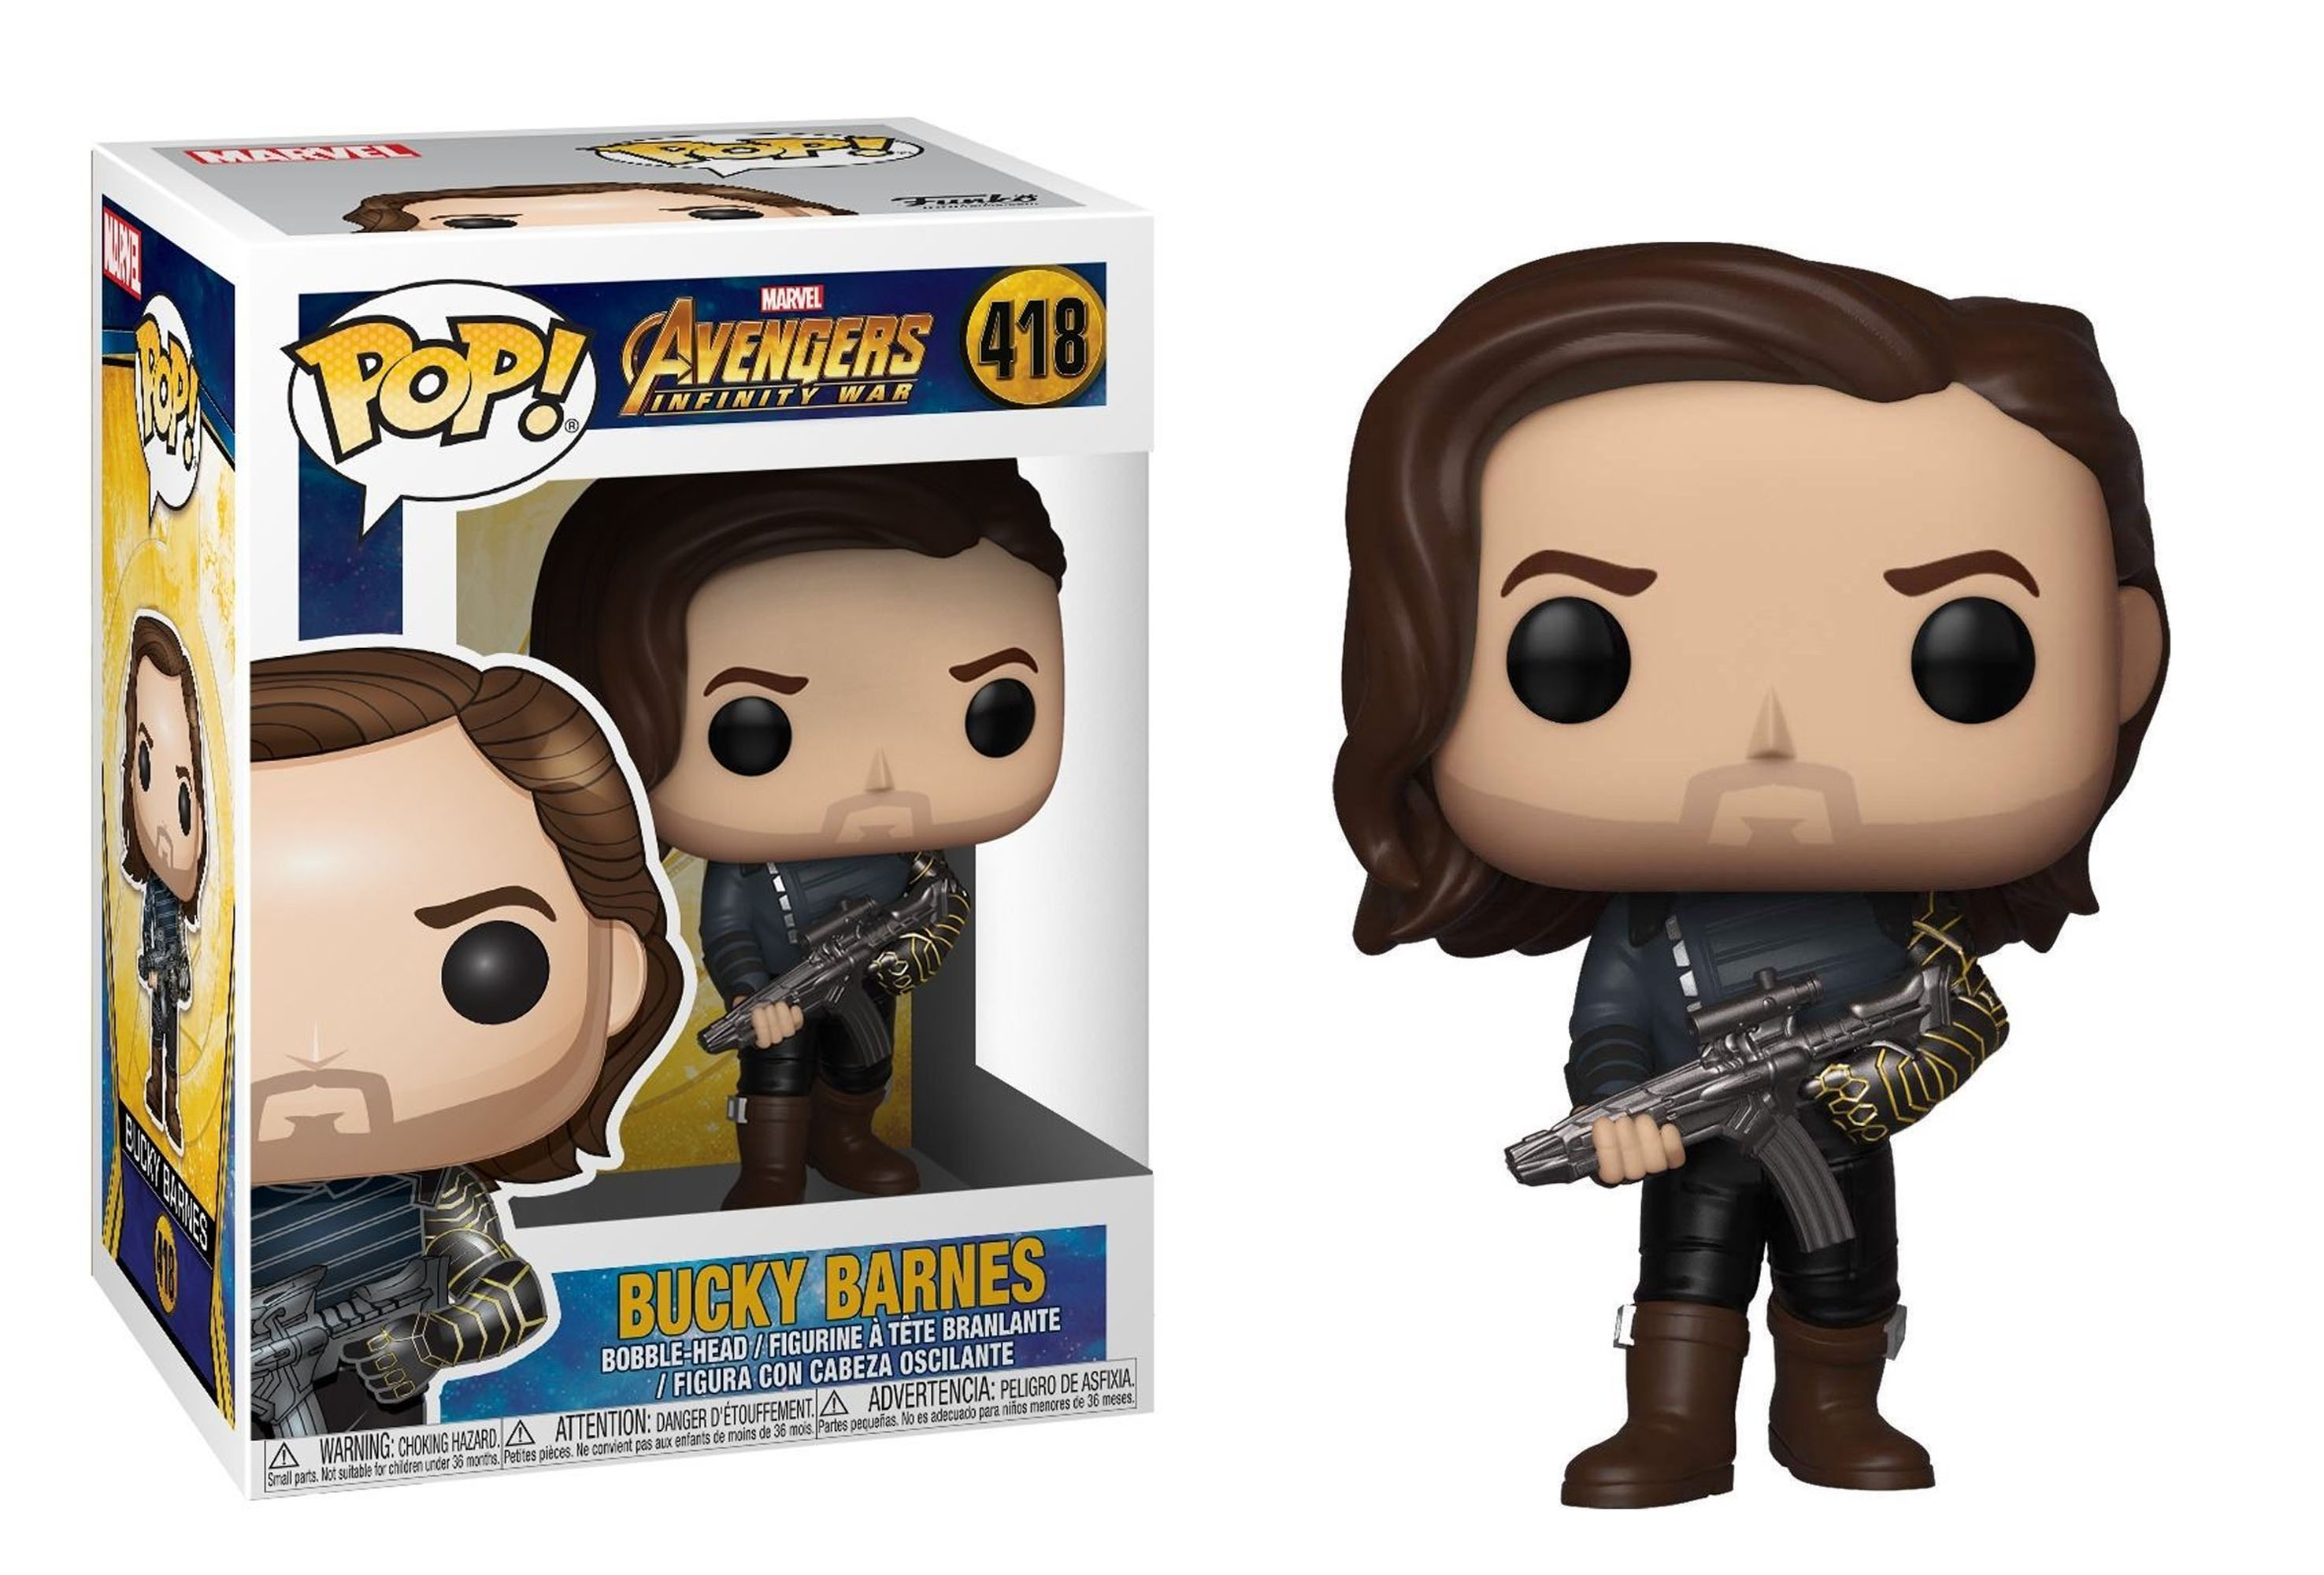 MARVEL
POP!
Funko
MARVEL
POP!
BUCKY BARNES
418
POP!®
MARVEL
AVENGERS
INFINITY WAR
418
BUCKY BARNES
BOBBLE-HEAD / FIGURINE À TÊTE BRANLANTE
/ FIGURA CON CABEZA OSCILANTE
WARNING: CHOKING HAZARD.
Small parts. Not suitable for children under 36 months.
ATTENTION: DANGER D'ÉTOUFFEMENT.
Petites pièces. Ne convient pas aux enfants de moins de 36 mois.
ADVERTENCIA: PELIGRO DE ASFIXIA.
Partes pequeñas. No es adecuado para niños menores de 36 meses.